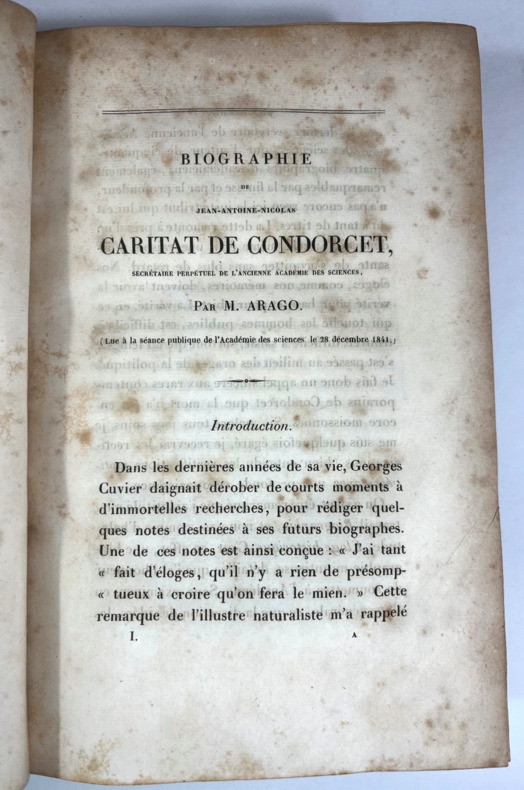 BIOGRAPHIE
DE
JEAN-ANTOINE-NICOLAS
CARITAT DE CONDORCET,
SECRÉTAIRE PERPÉTUEL DE L'ANCIENNE ACADÉMIE DES SCIENCES,
PAR M. ARAGO.
(Lue à la séance publique de l'Académie des sciences le 28 décembre 1841.)
Introduction.
Dans les dernières années de sa vie, Georges
Cuvier daignait dérober de courts moments à
d'immortelles recherches, pour rédiger quel-
ques notes destinées à ses futurs biographes.
Une de ces notes est ainsi conçue : « J'ai tant
« fait d'éloges, qu'il n'y a rien de présomp-
« tueux à croire qu'on fera le mien. » Cette
remarque de l'illustre naturaliste m'a rappelé
I. A